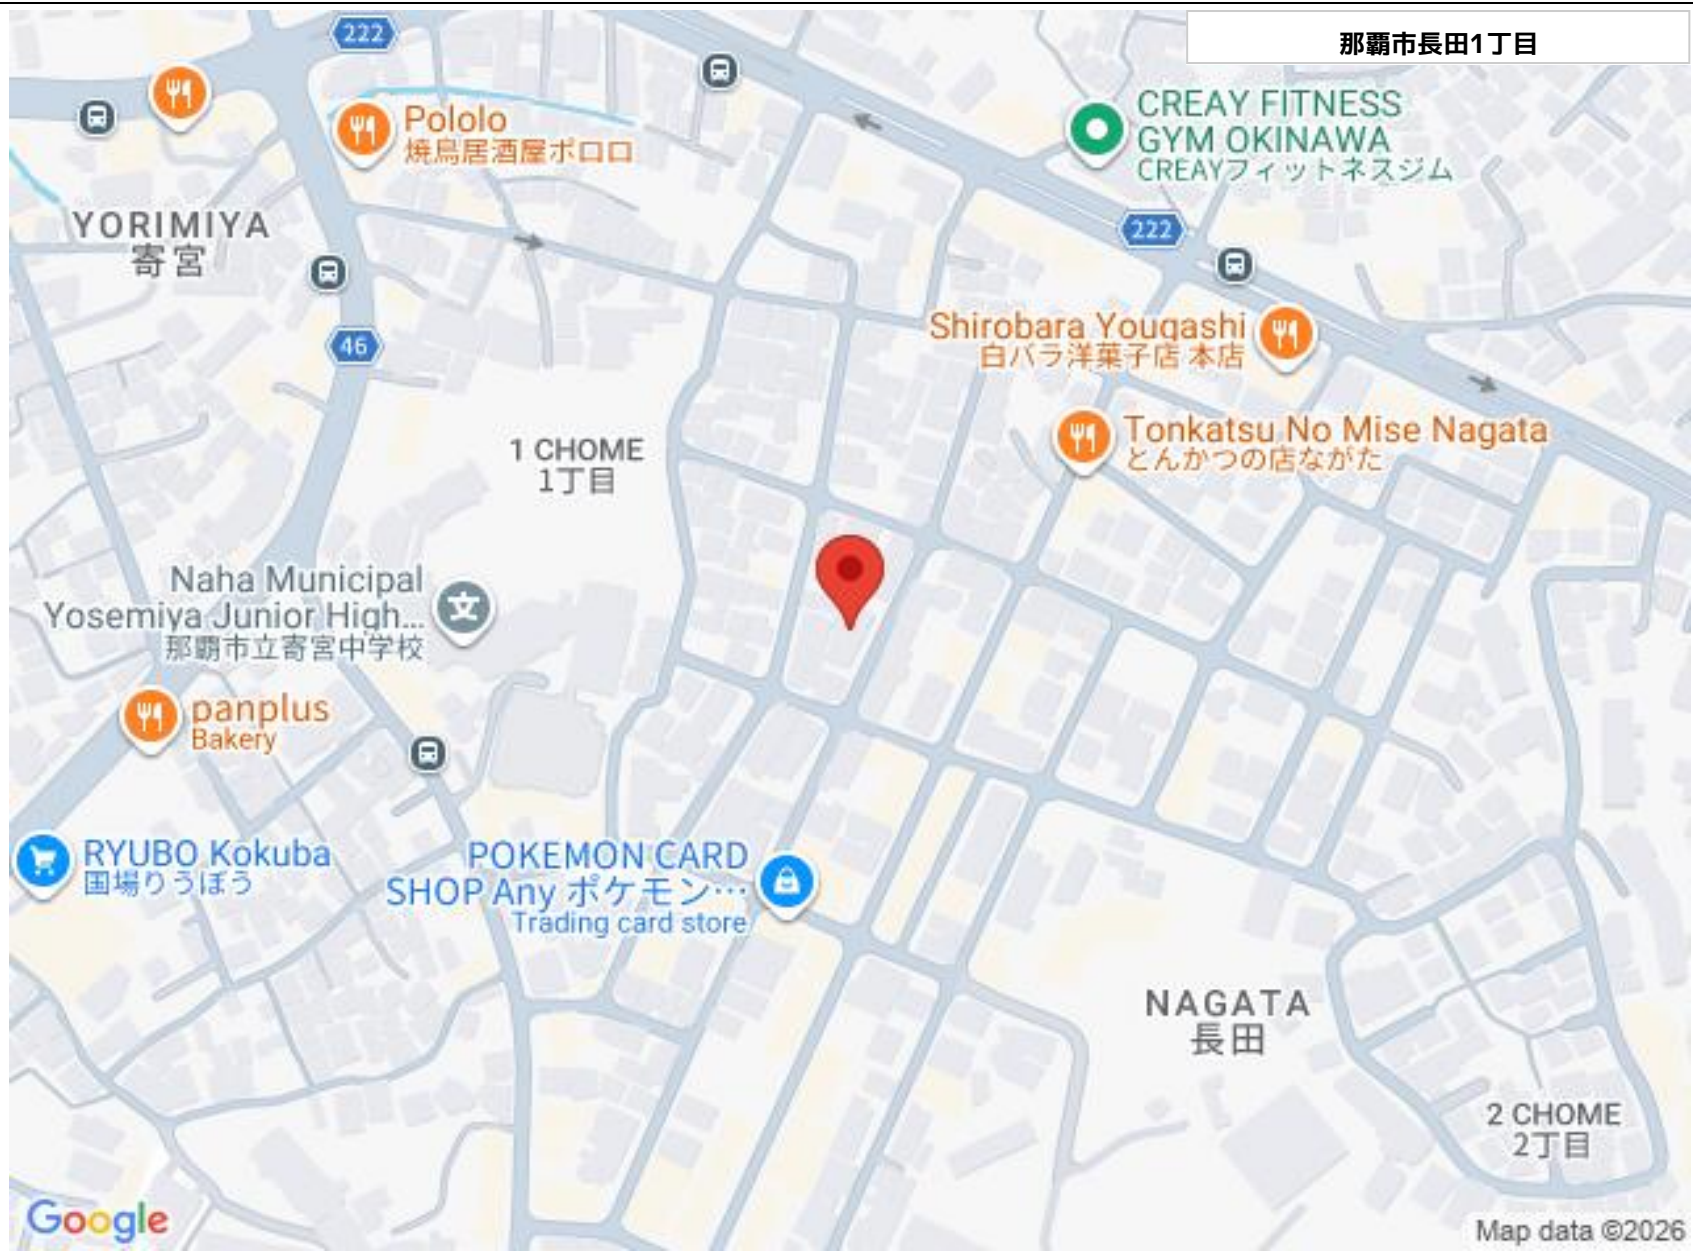 222
那覇市長田1丁目
Pololo
焼鳥居酒屋ポロロ
CREAY FITNESS
GYM OKINAWA
CREAYフィットネスジム
YORIMIYA
寄宮
222
46
Shirobara Yougashi
白バラ洋菓子店 本店
Tonkatsu No Mise Nagata
とんかつの店ながた
1 CHOME
1丁目
Naha Municipal
Yosemiya Junior High...
那覇市立寄宮中学校
文
panplus
Bakery
RYUBO Kokuba
国場りうぼう
POKEMON CARD
SHOP Any ポケモン…
Trading card store
NAGATA
長田
2 CHOME
2丁目
Google
Map data ©2026